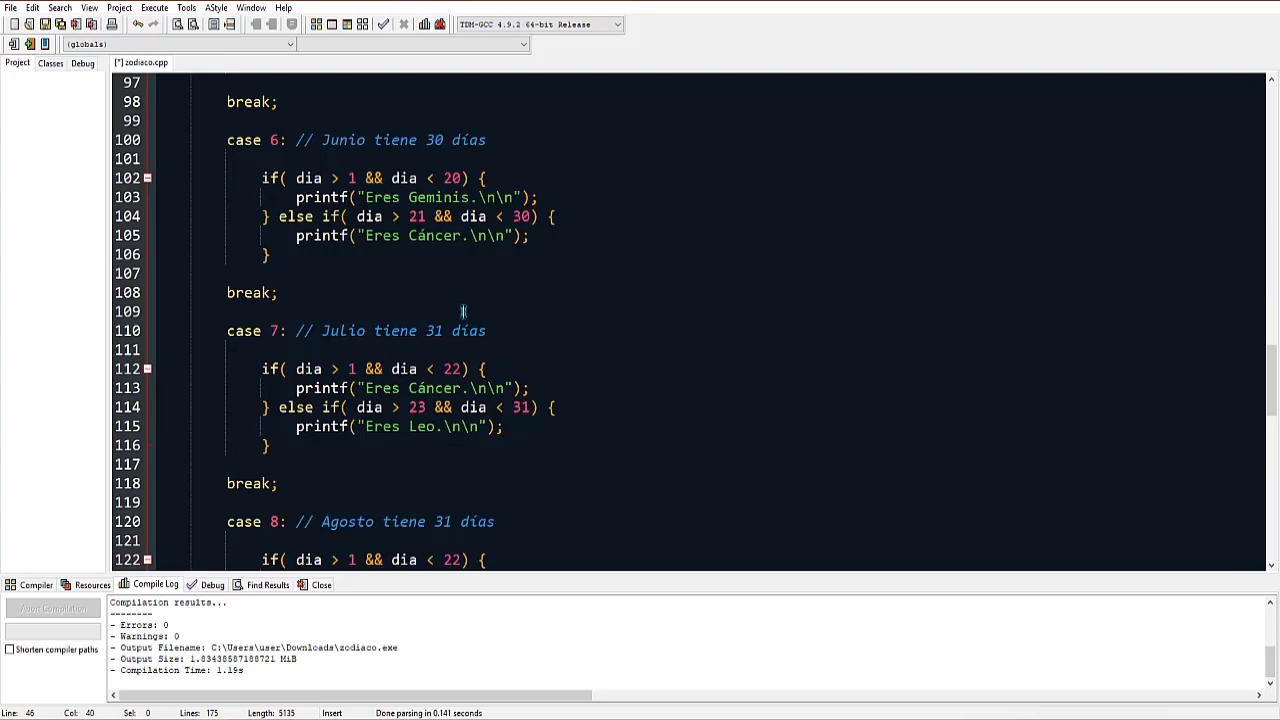 File Edit Search View Project Execute Tools AStyle Window Help
TDM-GCC 4.9.2 64-bit Release
(globals)
Project Classes Debug [*] zodiaco.cpp
97
98 break;
99
100 case 6: // Junio tiene 30 días
101
102 if( dia > 1 && dia < 20) {
103 printf("Eres Geminis.\n\n");
104 } else if( dia > 21 && dia < 30) {
105 printf("Eres Cáncer.\n\n");
106 }
107
108 break;
109
110 case 7: // Julio tiene 31 días
111
112 if( dia > 1 && dia < 22) {
113 printf("Eres Cáncer.\n\n");
114 } else if( dia > 23 && dia < 31) {
115 printf("Eres Leo.\n\n");
116 }
117
118 break;
119
120 case 8: // Agosto tiene 31 días
121
122 if( dia > 1 && dia < 22) {
Compiler Resources Compile Log Debug Find Results Close
Abort Compilation
Shorten compiler paths
Compilation results...
--------
- Errors: 0
- Warnings: 0
- Output Filename: C:\Users\user\Downloads\zodiaco.exe
- Output Size: 1.83438587188721 MiB
- Compilation Time: 1.19s
Line: 46 Col: 40 Sel: 0 Lines: 175 Length: 5135 Insert Done parsing in 0.141 seconds